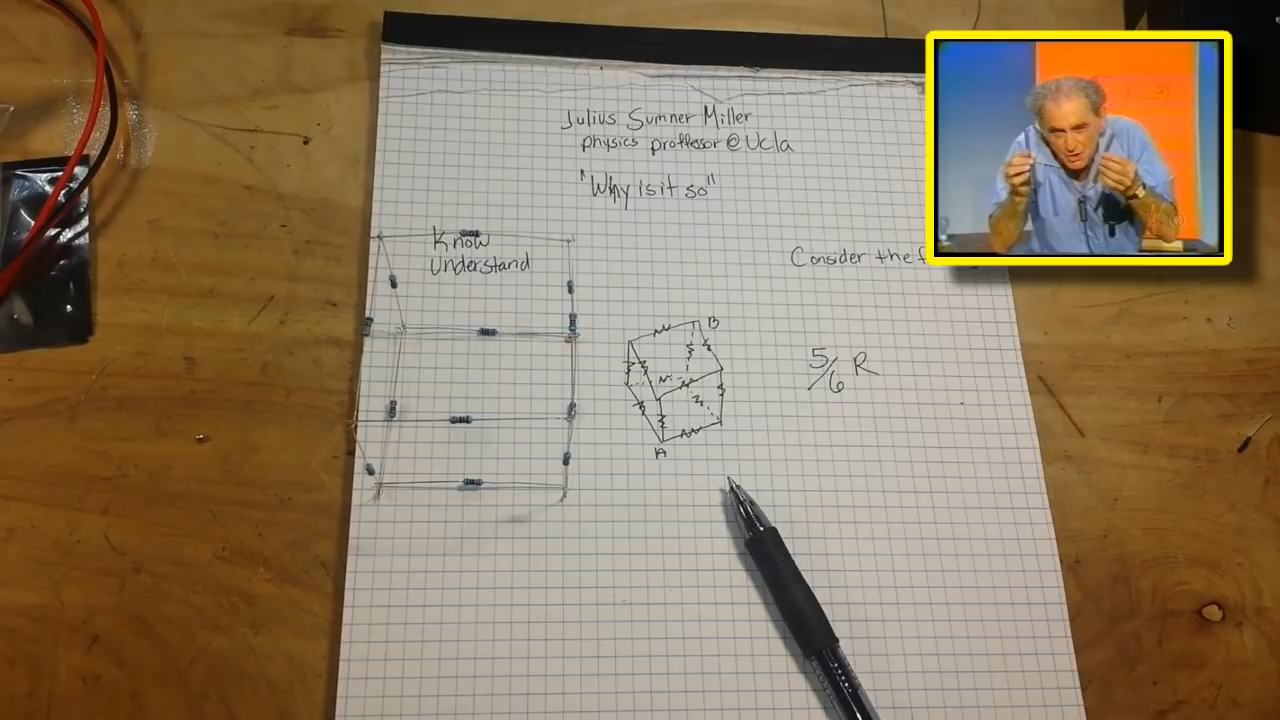 Julius Sumner Miller
physics proffessor @ Ucla
"Why is it so"
Know
Understand
Consider the f
B
5/6 R
A